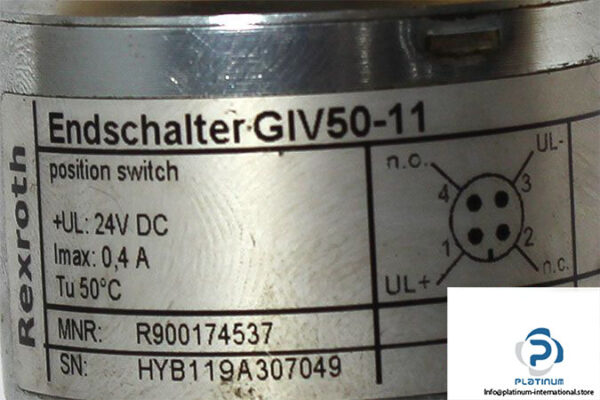 Rexroth
Endschalter GIV50-11
position switch
+UL: 24V DC
Imax: 0,4 A
Tu 50°C
MNR: R900174537
SN: HYB119A307049
n.c. UL-
4 3
1 2
UL+ n.c.
PLATINUM
info@platinum-international.store